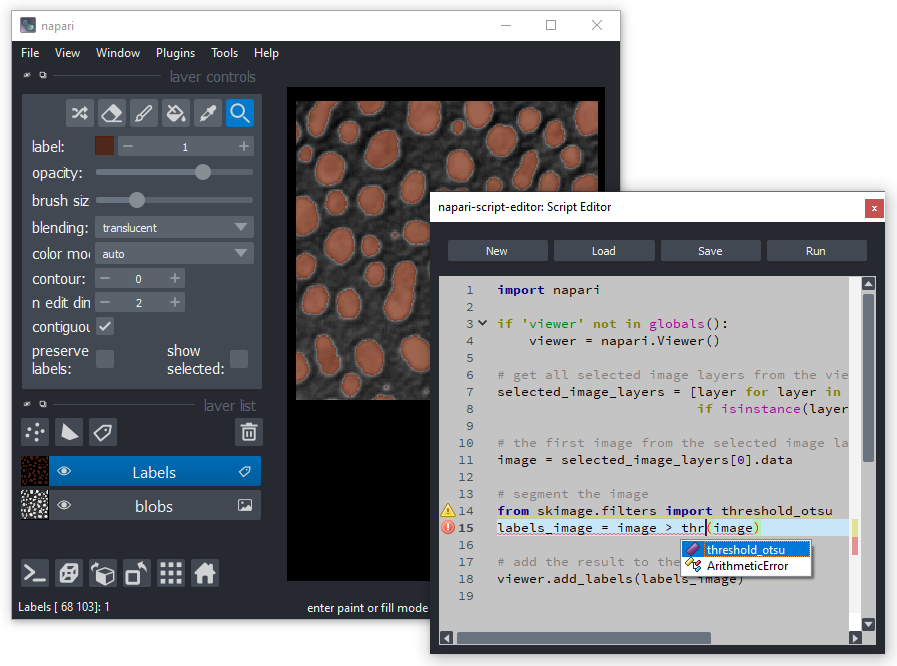 napari
File View Window Plugins Tools Help
layer controls
label: 1
opacity:
brush siz
blending: translucent
color mo auto
contour: 0
n edit din 2
contiguou
preserve
labels:
show
selected:
layer list
Labels
blobs
Labels [ 68 103]: 1
enter paint or fill mode
napari-script-editor: Script Editor
x
New Load Save Run
1 import napari
2
3 if 'viewer' not in globals():
4 viewer = napari.Viewer()
5
6 # get all selected image layers from the vie
7 selected_image_layers = [layer for layer in
8 if isinstance(layer
9
10 # the first image from the selected image la
11 image = selected_image_layers[0].data
12
13 # segment the image
14 from skimage.filters import threshold_otsu
15 labels_image = image > thr(image)
16
threshold_otsu
ArithmeticError
17 # add the result to the
18 viewer.add_labels(labels_image)
19